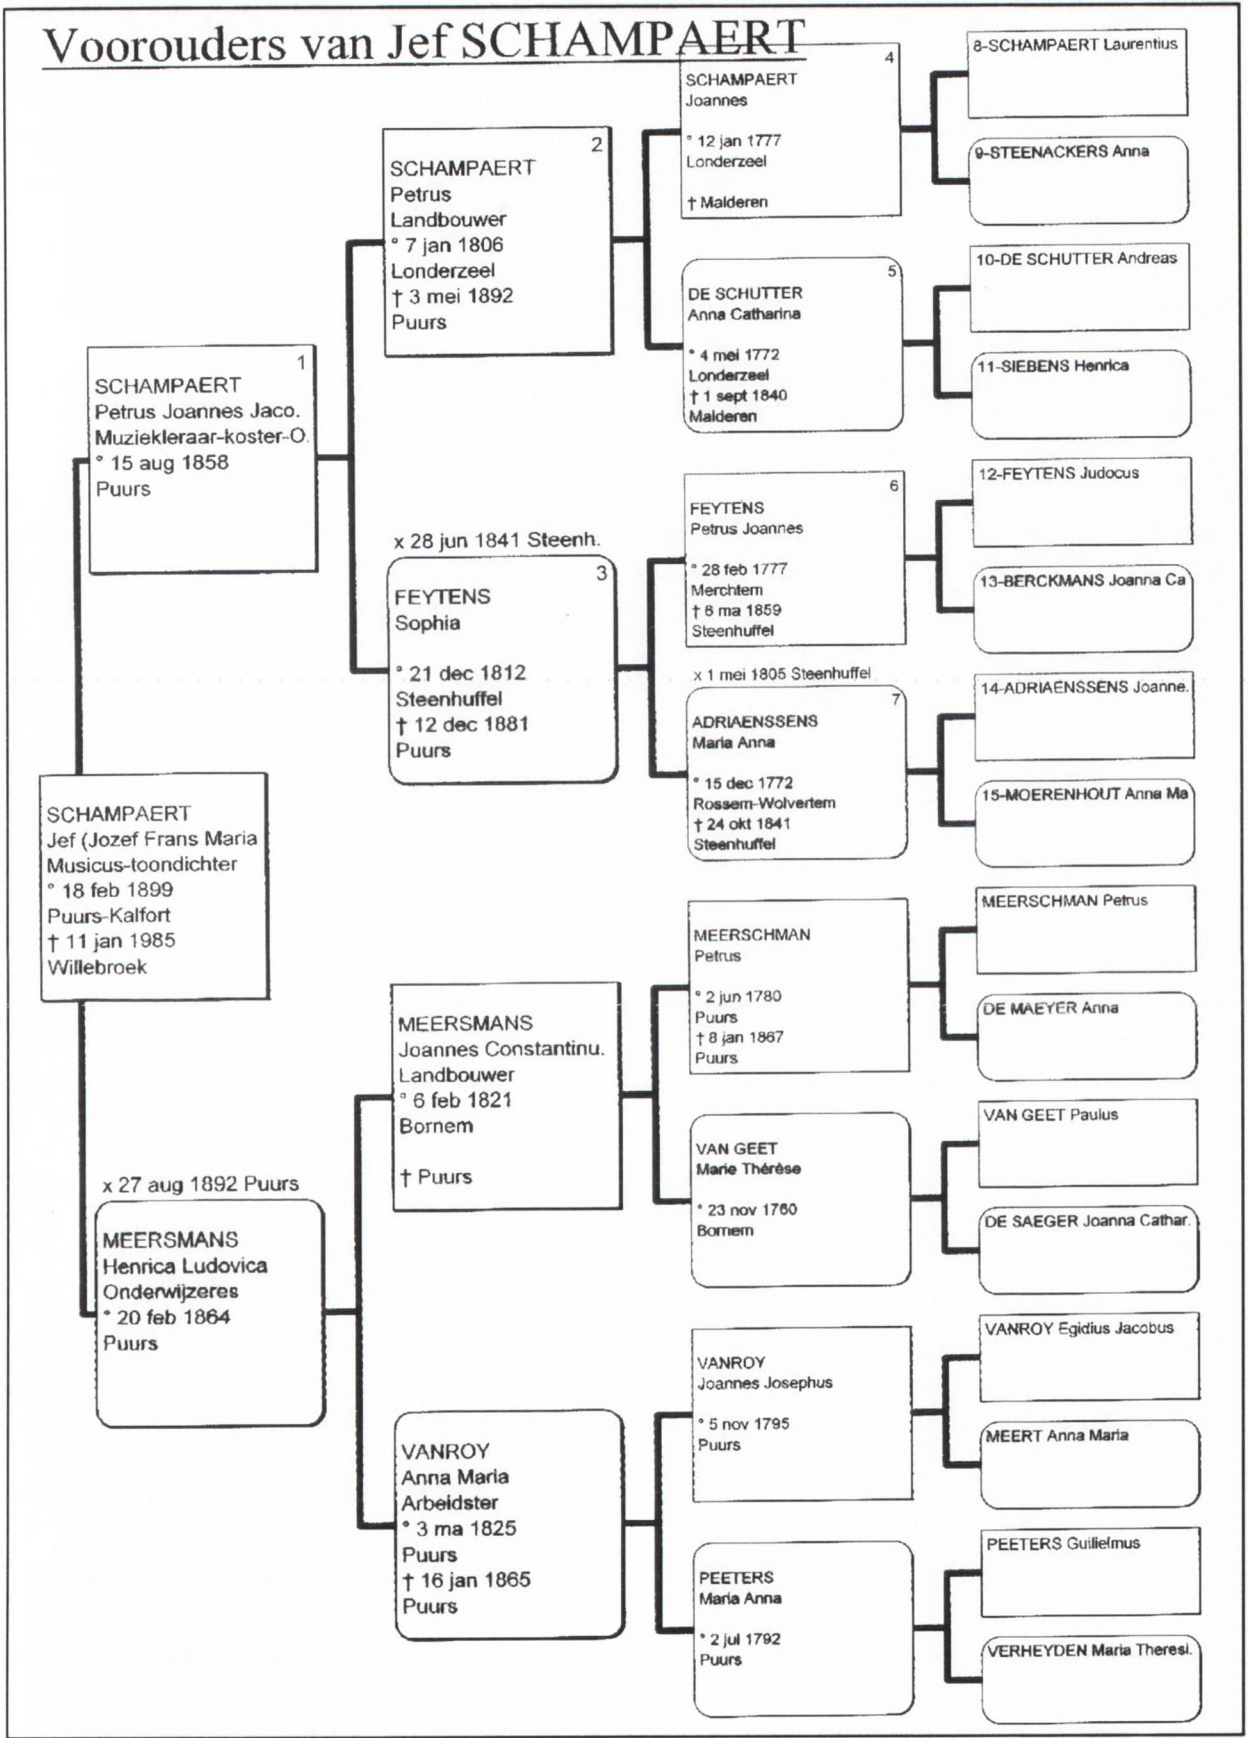 Voorouders van Jef SCHAMPAERT
SCHAMPAERT
Jef (Jozef Frans Maria
Musicus-toondichter
° 18 feb 1899
Puurs-Kalfort
† 11 jan 1985
Willebroek
1
SCHAMPAERT
Petrus Joannes Jaco.
Muziekleraar-koster-O.
° 15 aug 1858
Puurs
x 27 aug 1892 Puurs
MEERSMANS
Henrica Ludovica
Onderwijzeres
° 20 feb 1864
Puurs
2
SCHAMPAERT
Petrus
Landbouwer
° 7 jan 1806
Londerzeel
† 3 mei 1892
Puurs
x 28 jun 1841 Steenh.
3
FEYTENS
Sophia
° 21 dec 1812
Steenhuffel
† 12 dec 1881
Puurs
MEERSMANS
Joannes Constantinu.
Landbouwer
° 6 feb 1821
Bornem
† Puurs
VANROY
Anna Maria
Arbeidster
° 3 ma 1825
Puurs
† 16 jan 1865
Puurs
4
SCHAMPAERT
Joannes
° 12 jan 1777
Londerzeel
† Malderen
5
DE SCHUTTER
Anna Catharina
° 4 mei 1772
Londerzeel
† 1 sept 1840
Malderen
6
FEYTENS
Petrus Joannes
° 28 feb 1777
Merchtem
† 6 ma 1859
Steenhuffel
x 1 mei 1805 Steenhuffel
7
ADRIAENSSENS
Maria Anna
° 15 dec 1772
Rossem-Wolvertem
† 24 okt 1841
Steenhuffel
MEERSCHMAN
Petrus
° 2 jun 1780
Puurs
† 8 jan 1867
Puurs
VAN GEET
Marie Thérèse
° 23 nov 1760
Bornem
VANROY
Joannes Josephus
° 5 nov 1795
Puurs
PEETERS
Maria Anna
° 2 jul 1792
Puurs
8-SCHAMPAERT Laurentius
9-STEENACKERS Anna
10-DE SCHUTTER Andreas
11-SIEBENS Henrica
12-FEYTENS Judocus
13-BERCKMANS Joanna Ca
14-ADRIAENSSENS Joanne.
15-MOERENHOUT Anna Ma
MEERSCHMAN Petrus
DE MAEYER Anna
VAN GEET Paulus
DE SAEGER Joanna Cathar.
VANROY Egidius Jacobus
MEERT Anna Maria
PEETERS Guilielmus
VERHEYDEN Maria Theresi.